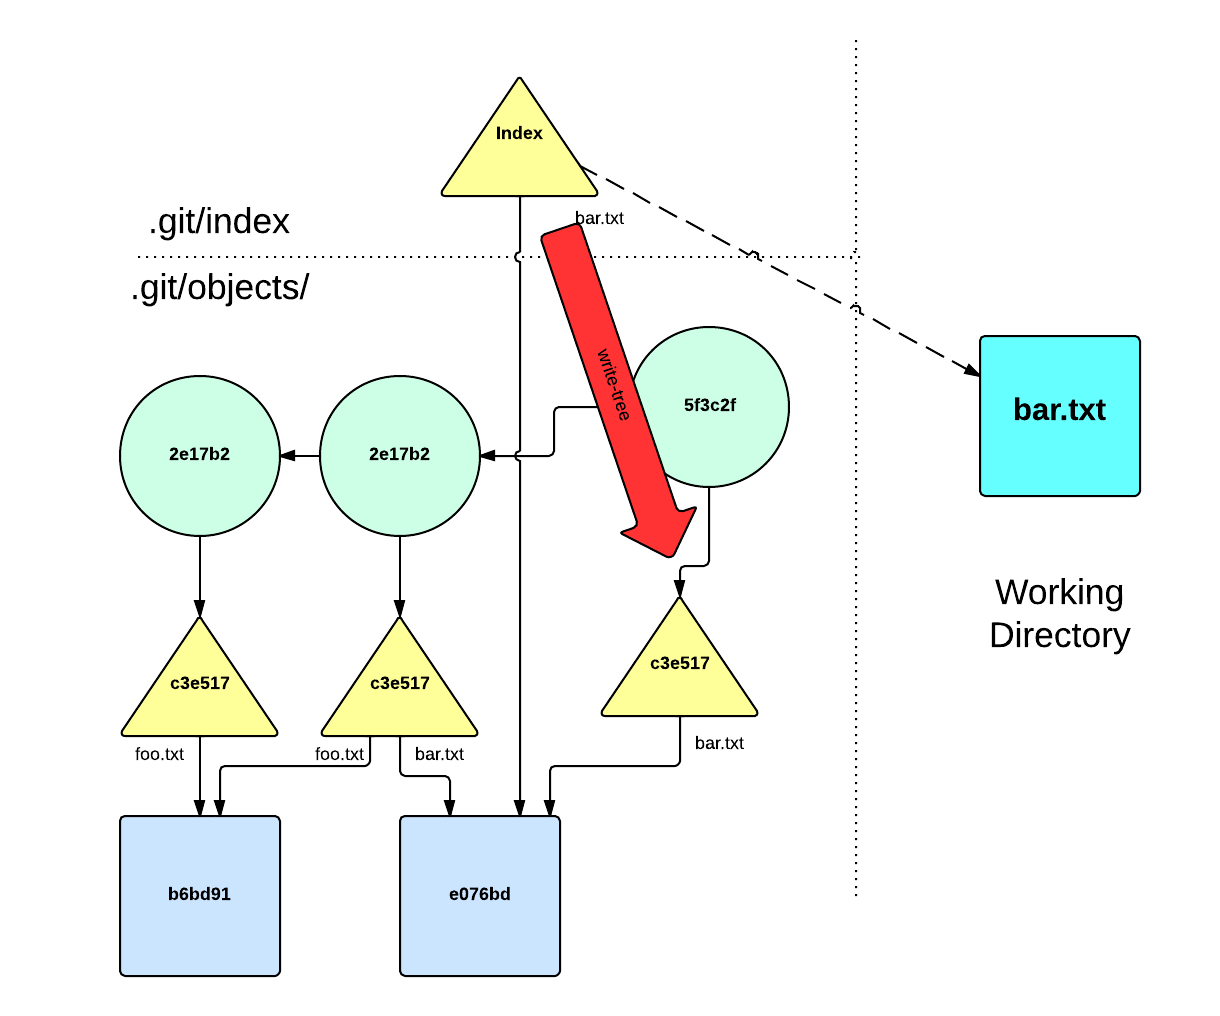 Index
.git/index
bar.txt
.git/objects/
write-tree
5f3c2f
bar.txt
2e17b2
2e17b2
Working
Directory
c3e517
c3e517
c3e517
foo.txt
foo.txt
bar.txt
bar.txt
b6bd91
e076bd